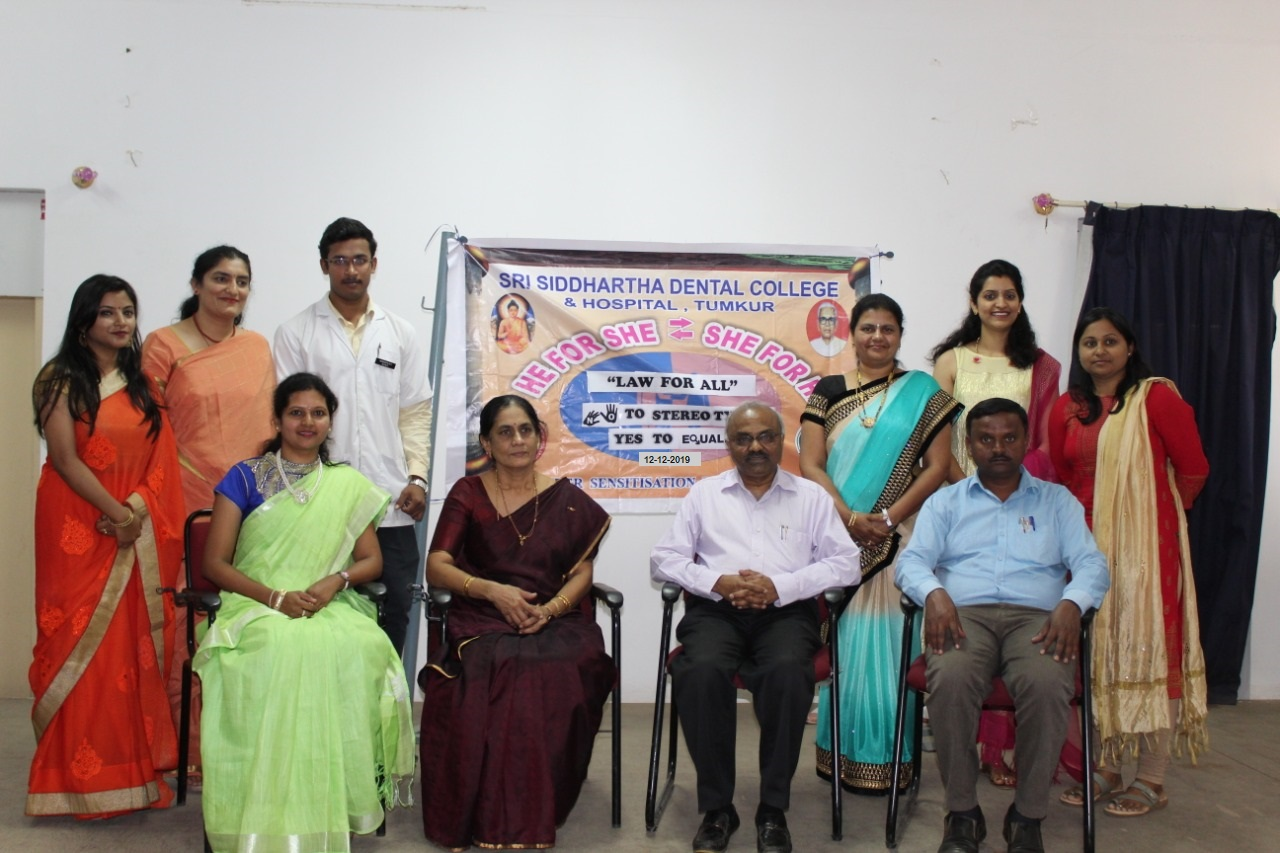 SRI SIDDHARTHA DENTAL COLLEGE
& HOSPITAL, TUMKUR
HE FOR SHE SHE FOR
"LAW FOR ALL"
TO
YES TO
12-12-2019
SENSITISATION